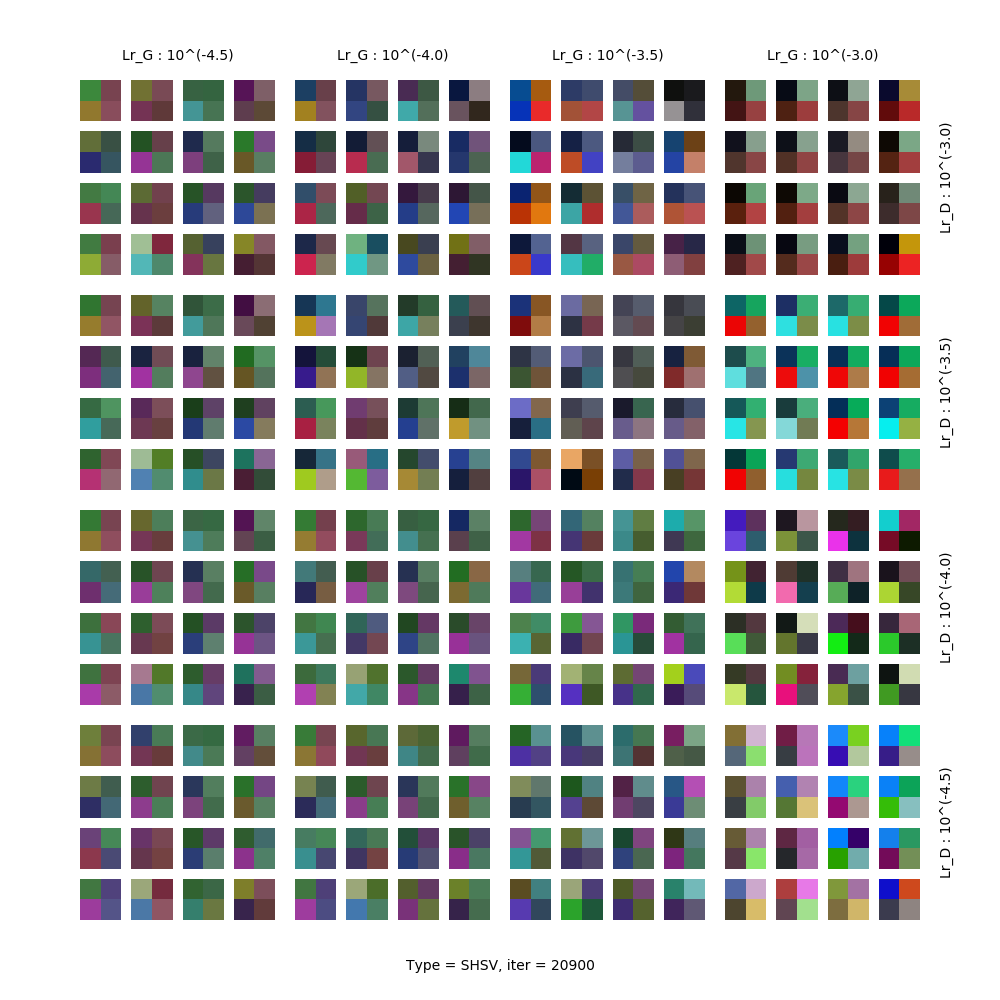 Lr_G : 10^(-4.5)
Lr_G : 10^(-4.0)
Lr_G : 10^(-3.5)
Lr_G : 10^(-3.0)
Lr_D : 10^(-3.0)
Lr_D : 10^(-3.5)
Lr_D : 10^(-4.0)
Lr_D : 10^(-4.5)
Type = SHSV, iter = 20900